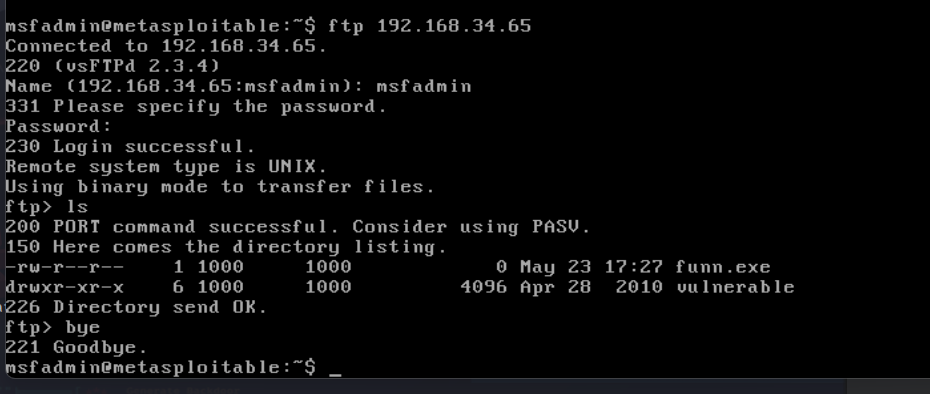 msfadmin@metasploitable:~$ ftp 192.168.34.65
Connected to 192.168.34.65.
220 (vsFTPd 2.3.4)
Name (192.168.34.65:msfadmin): msfadmin
331 Please specify the password.
Password:
230 Login successful.
Remote system type is UNIX.
Using binary mode to transfer files.
ftp> ls
200 PORT command successful. Consider using PASV.
150 Here comes the directory listing.
-rw-r--r--    1 1000     1000            0 May 23 17:27 funn.exe
drwxr-xr-x    6 1000     1000         4096 Apr 28  2010 vulnerable
226 Directory send OK.
ftp> bye
221 Goodbye.
msfadmin@metasploitable:~$ _